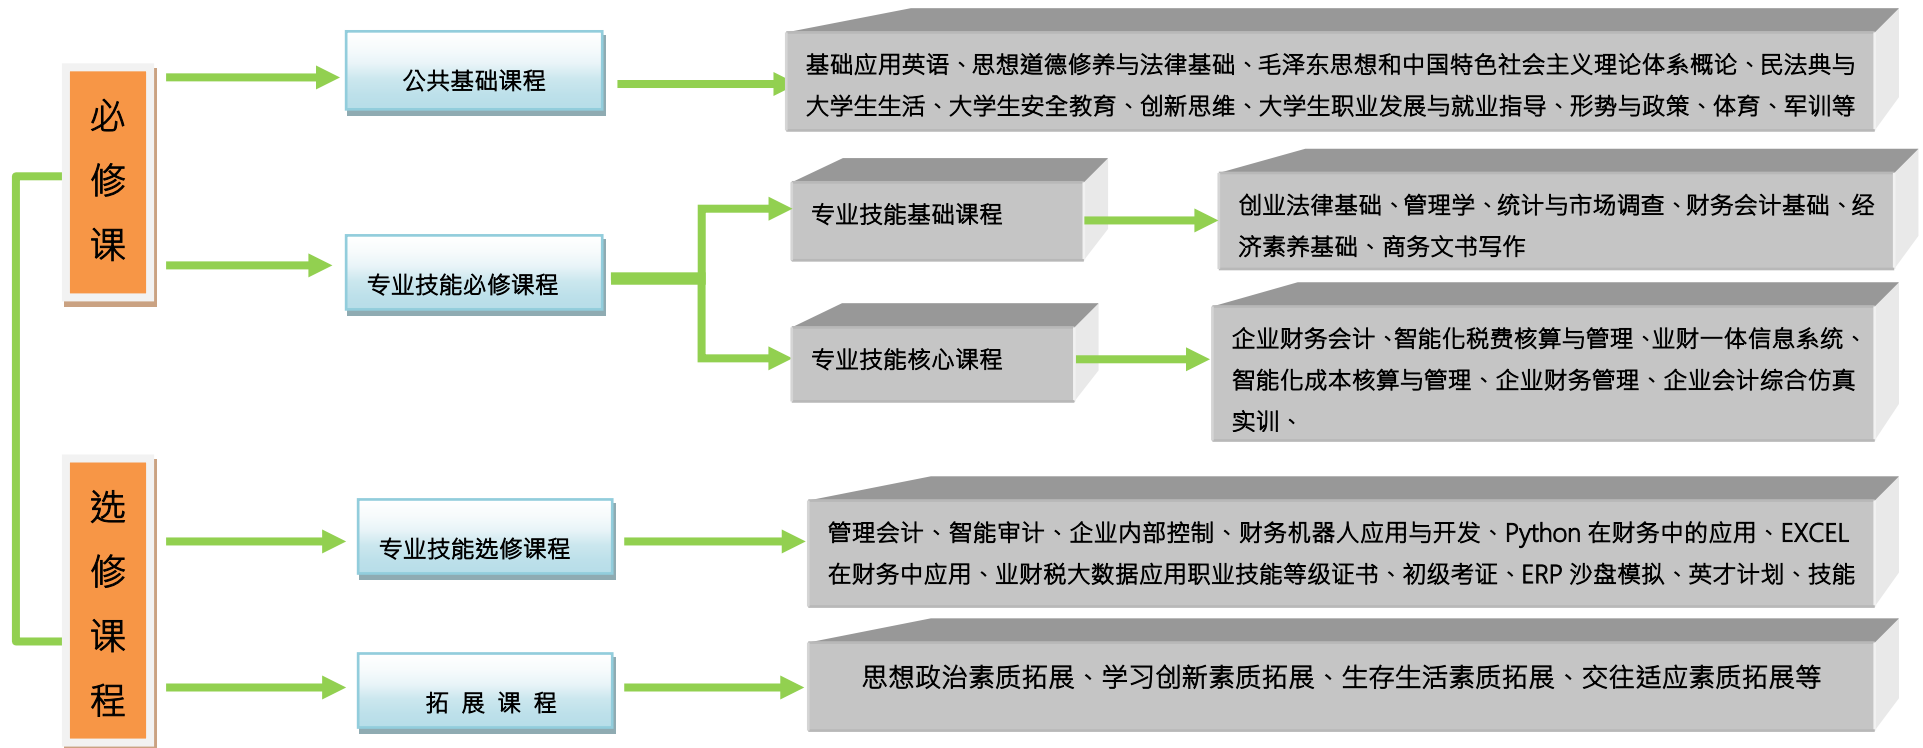 必
修
课
公共基础课程
基础应用英语、思想道德修养与法律基础、毛泽东思想和中国特色社会主义理论体系概论、民法典与
大学生生活、大学生安全教育、创新思维、大学生职业发展与就业指导、形势与政策、体育、军训等
专业技能必修课程
专业技能基础课程
创业法律基础、管理学、统计与市场调查、财务会计基础、经
济素养基础、商务文书写作
专业技能核心课程
企业财务会计、智能化税费核算与管理、业财一体信息系统、
智能化成本核算与管理、企业财务管理、企业会计综合仿真
实训、
选
修
课
程
专业技能选修课程
管理会计、智能审计、企业内部控制、财务机器人应用与开发、Python 在财务中的应用、EXCEL
在财务中应用、业财税大数据应用职业技能等级证书、初级考证、ERP 沙盘模拟、英才计划、技能
拓 展 课 程
思想政治素质拓展、学习创新素质拓展、生存生活素质拓展、交往适应素质拓展等